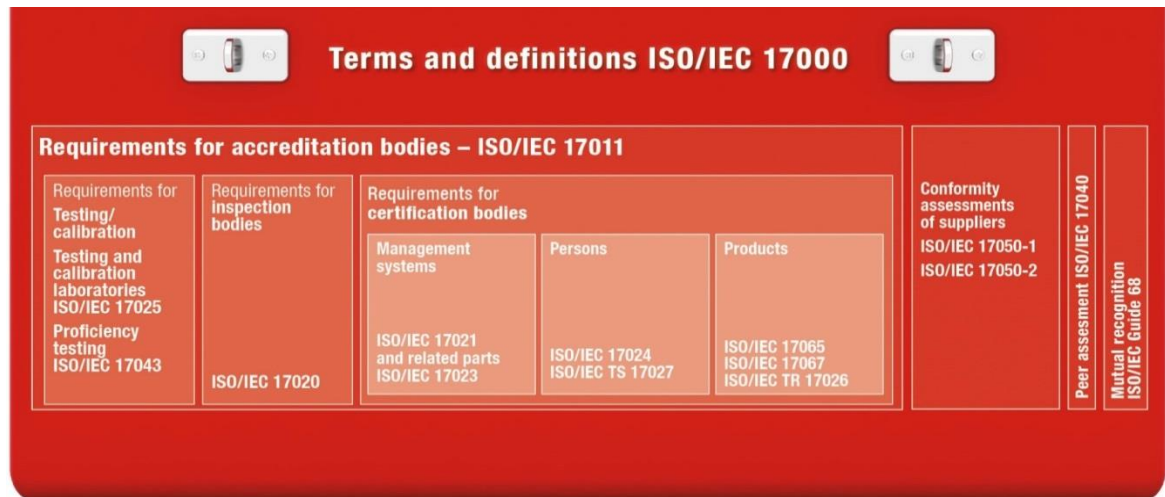 Terms and definitions ISO/IEC 17000
Requirements for accreditation bodies – ISO/IEC 17011
Requirements for
Testing/
calibration
Testing and
calibration
laboratories
ISO/IEC 17025
Proficiency
testing
ISO/IEC 17043
Requirements for
inspection
bodies
ISO/IEC 17020
Requirements for
certification bodies
Management
systems
ISO/IEC 17021
and related parts
ISO/IEC 17023
Persons
ISO/IEC 17024
ISO/IEC TS 17027
Products
ISO/IEC 17065
ISO/IEC 17067
ISO/IEC TR 17026
Conformity
assessments
of suppliers
ISO/IEC 17050-1
ISO/IEC 17050-2
Peer assesment ISO/IEC 17040
Mutual recognition
ISO/IEC Guide 68